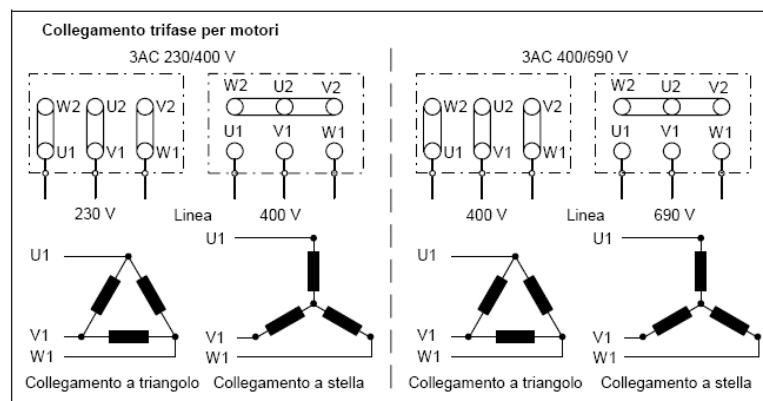 Collegamento trifase per motori
3AC 230/400 V
3AC 400/690 V
W2 U2 V2
U1 V1 W1
W2 U2 V2
U1 V1 W1
W2 U2 V2
U1 V1 W1
W2 U2 V2
U1 V1 W1
230 V Linea 400 V
400 V Linea 690 V
U1
V1
W1
U1
V1
W1
U1
V1
W1
U1
V1
W1
Collegamento a triangolo
Collegamento a stella
Collegamento a triangolo
Collegamento a stella